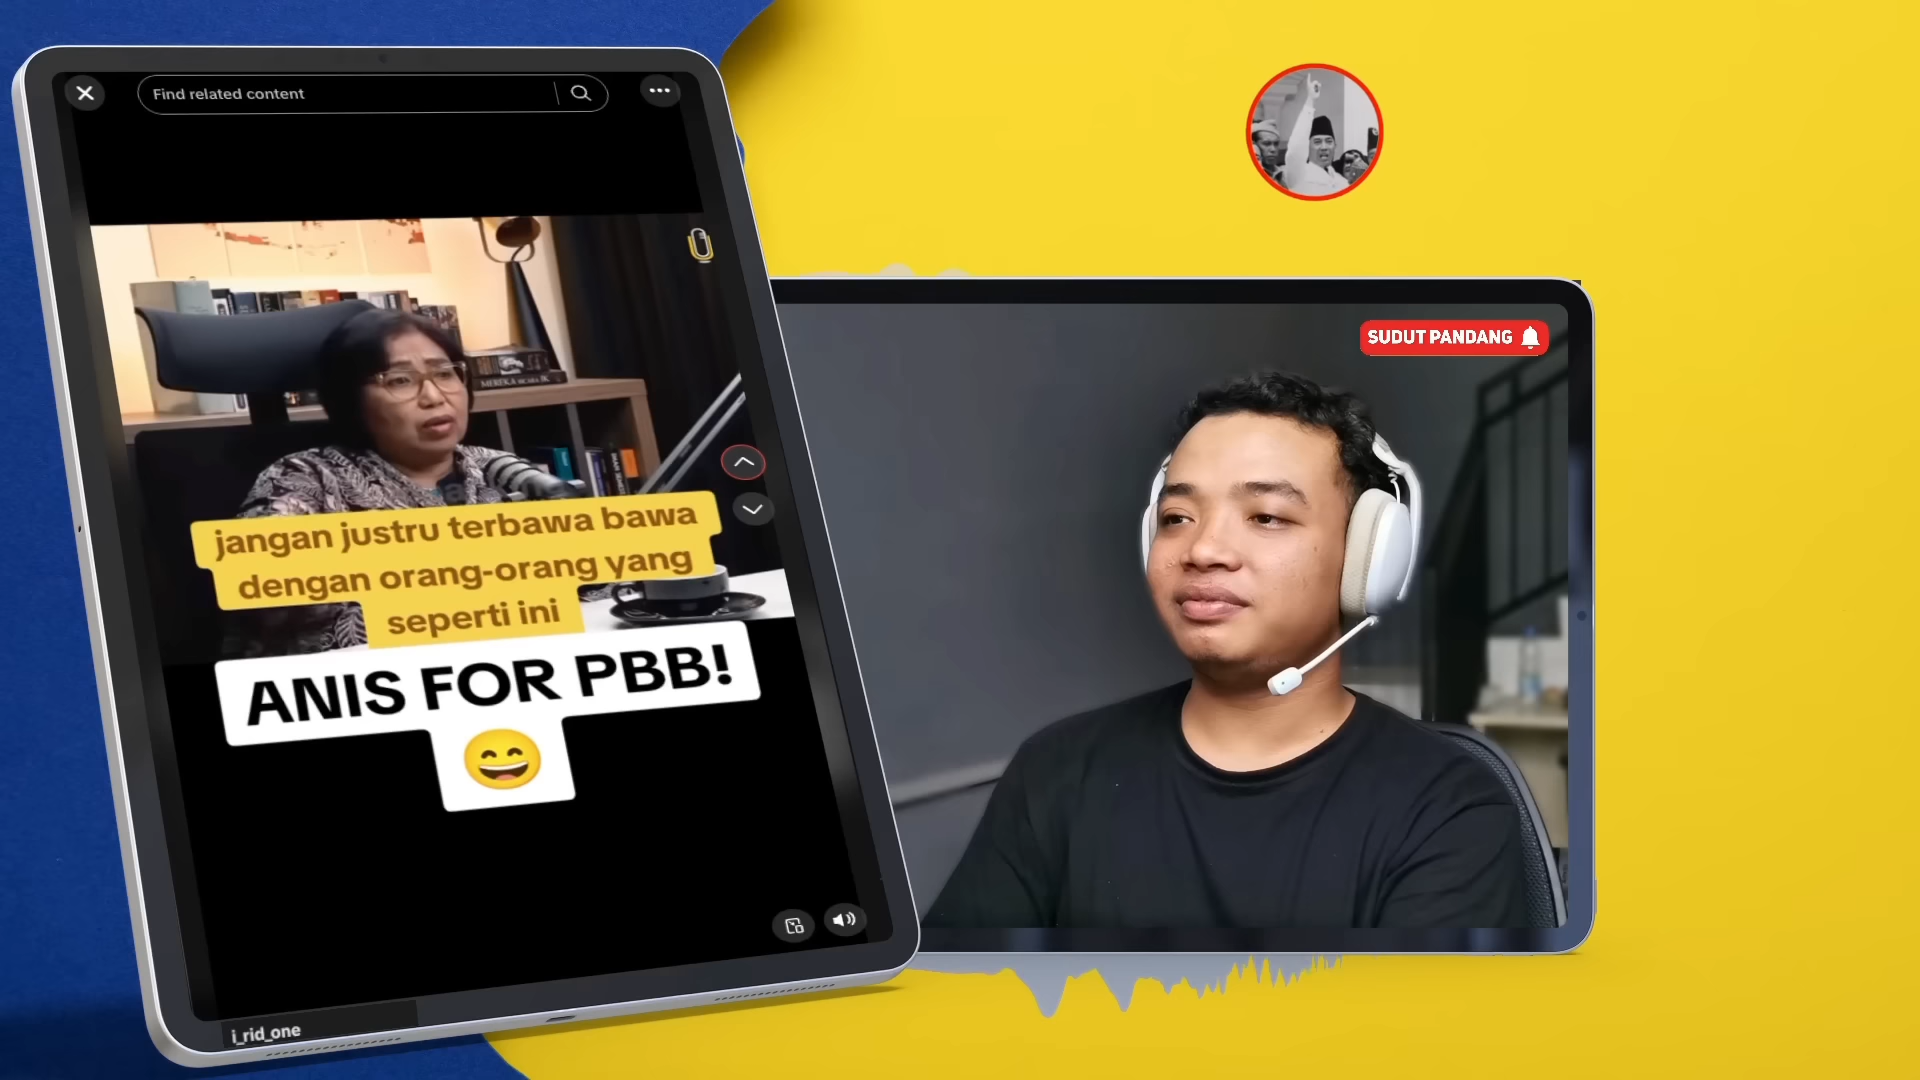 Find related content
SUDUT PANDANG
MEREKA
jangan justru terbawa bawa
dengan orang-orang yang
seperti ini
ANIS FOR PBB!
i_rid_one